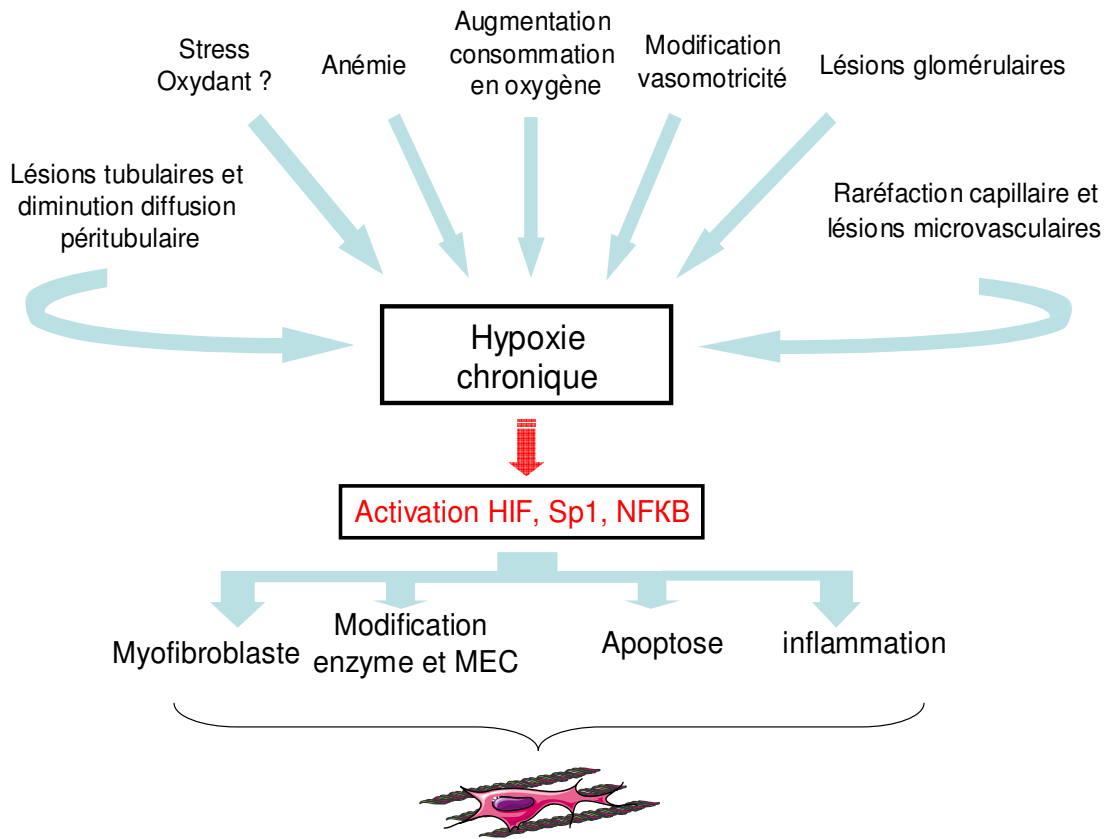 Stress
Oxydant ?
Anémie
Augmentation
consommation
en oxygène
Modification
vasomotricité
Lésions glomérulaires
Lésions tubulaires et
diminution diffusion
péritubulaire
Raréfaction capillaire et
lésions microvasculaires
Hypoxie
chronique
Activation HIF, Sp1, NFKB
Myofibroblaste
Modification
enzyme et MEC
Apoptose
inflammation